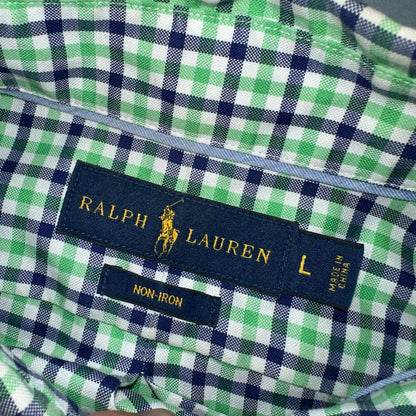 RALPH LAUREN
L
MADE IN
CHINA
NON-IRON